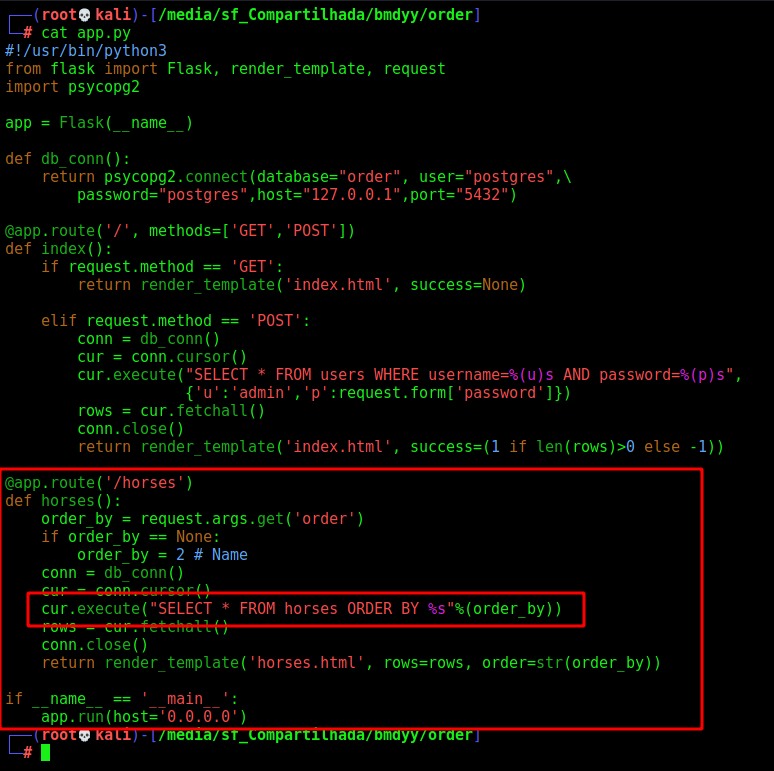 ┌──(root💀kali)-[/media/sf_Compartilhada/bmdyy/order]
└─# cat app.py
#!/usr/bin/python3
from flask import Flask, render_template, request
import psycopg2

app = Flask(__name__)

def db_conn():
    return psycopg2.connect(database="order", user="postgres",\
        password="postgres",host="127.0.0.1",port="5432")

@app.route('/', methods=['GET','POST'])
def index():
    if request.method == 'GET':
        return render_template('index.html', success=None)

    elif request.method == 'POST':
        conn = db_conn()
        cur = conn.cursor()
        cur.execute("SELECT * FROM users WHERE username=%(u)s AND password=%(p)s",
                    {'u':'admin','p':request.form['password']})
        rows = cur.fetchall()
        conn.close()
        return render_template('index.html', success=(1 if len(rows)>0 else -1))

@app.route('/horses')
def horses():
    order_by = request.args.get('order')
    if order_by == None:
        order_by = 2 # Name
    conn = db_conn()
    cur = conn.cursor()
    cur.execute("SELECT * FROM horses ORDER BY %s"%(order_by))
    rows = cur.fetchall()
    conn.close()
    return render_template('horses.html', rows=rows, order=str(order_by))

if __name__ == '__main__':
    app.run(host='0.0.0.0')
┌──(root💀kali)-[/media/sf_Compartilhada/bmdyy/order]
└─#